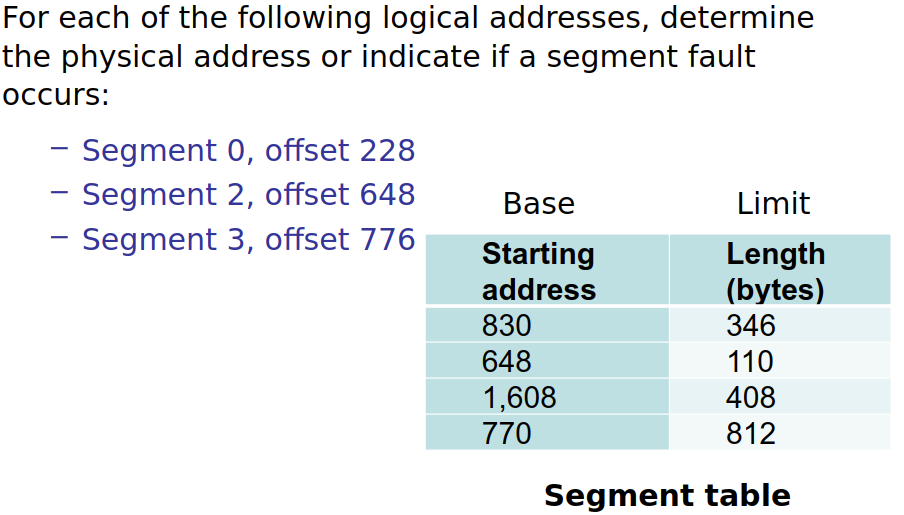 For each of the following logical addresses, determine
the physical address or indicate if a segment fault
occurs:
– Segment 0, offset 228
– Segment 2, offset 648
– Segment 3, offset 776
Base Limit
Starting address Length (bytes)
830 346
648 110
1,608 408
770 812
Segment table